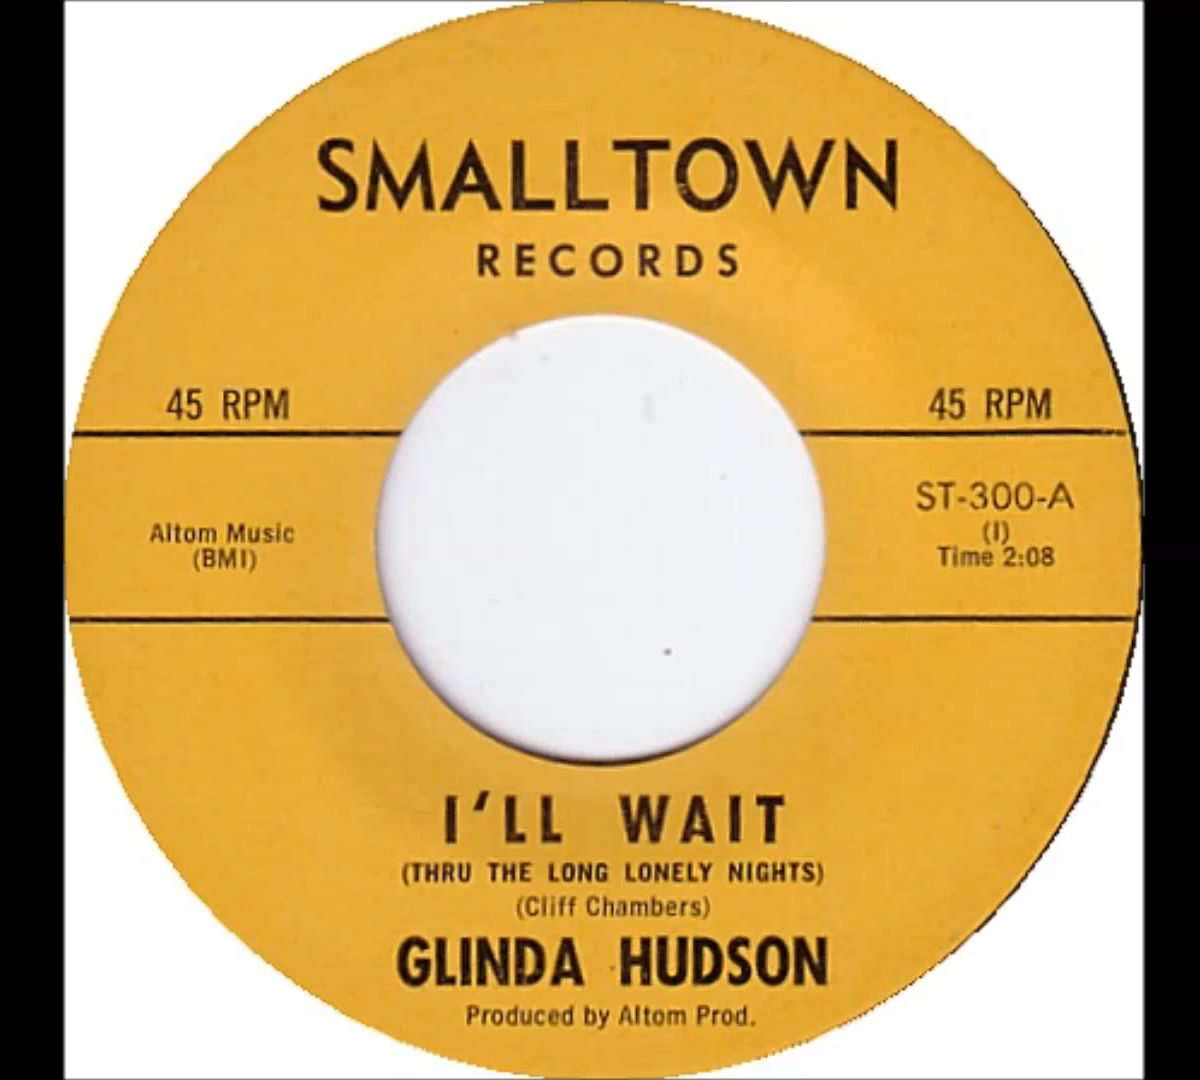 SMALLTOWN
RECORDS
45 RPM
45 RPM
Altom Music
(BMI)
ST-300-A
(I)
Time 2:08
I'LL WAIT
(THRU THE LONG LONELY NIGHTS)
(Cliff Chambers)
GLINDA HUDSON
Produced by Altom Prod.